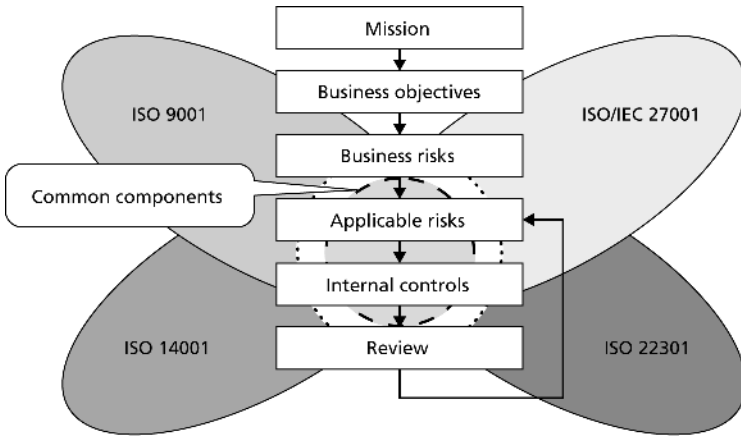 Mission
Business objectives
ISO 9001
ISO/IEC 27001
Business risks
Common components
Applicable risks
Internal controls
ISO 14001
Review
ISO 22301